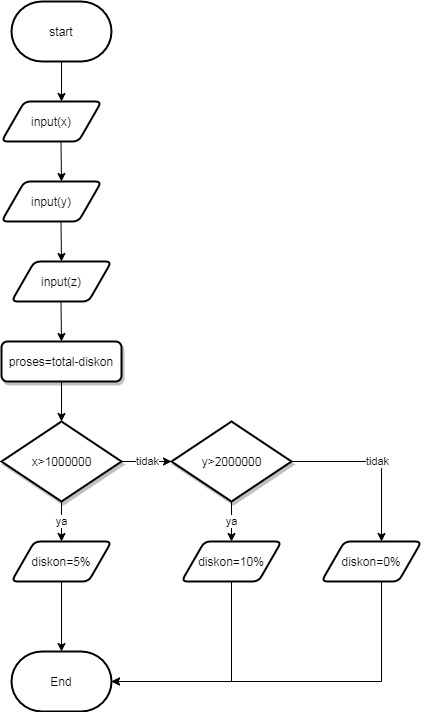 start
input(x)
input(y)
input(z)
proses=total-diskon
x>1000000
tidak
y>2000000
tidak
ya
ya
diskon=5%
diskon=10%
diskon=0%
End